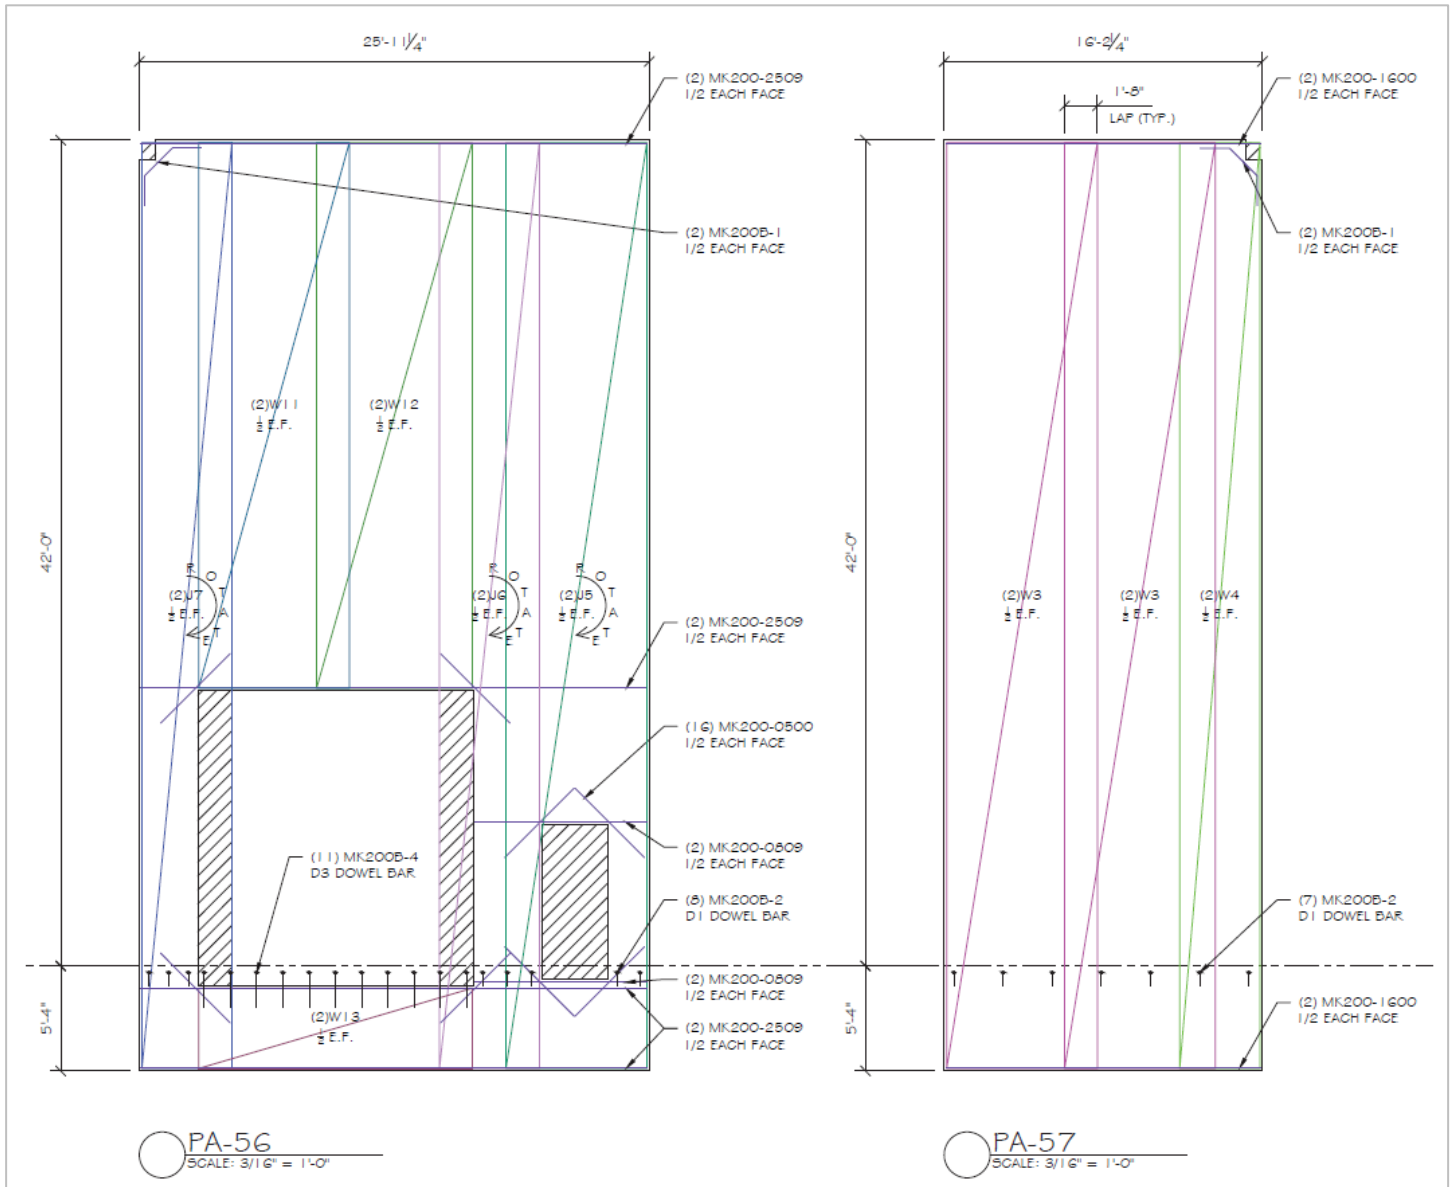 25'-11 1/4"
(2) MK200-2509
1/2 EACH FACE
(2) MK200B-1
1/2 EACH FACE
(2)W11
1/2 E.F.
(2)W12
1/2 E.F.
42'-0"
ROTATE
(2)J7
1/2 E.F.
ROTATE
(2)J6
1/2 E.F.
ROTATE
(2)J5
1/2 E.F.
(2) MK200-2509
1/2 EACH FACE
(16) MK200-0500
1/2 EACH FACE
(2) MK200-0809
1/2 EACH FACE
(11) MK200B-4
D3 DOWEL BAR
(8) MK200B-2
D1 DOWEL BAR
(2) MK200-0809
1/2 EACH FACE
(2)W13
1/2 E.F.
5'-4"
(2) MK200-2509
1/2 EACH FACE
PA-56
SCALE: 3/16" = 1'-0"
16'-2 1/4"
1'-8"
LAP (TYP.)
(2) MK200-1600
1/2 EACH FACE
(2) MK200B-1
1/2 EACH FACE
42'-0"
(2)W3
1/2 E.F.
(2)W3
1/2 E.F.
(2)W4
1/2 E.F.
(7) MK200B-2
D1 DOWEL BAR
5'-4"
(2) MK200-1600
1/2 EACH FACE
PA-57
SCALE: 3/16" = 1'-0"